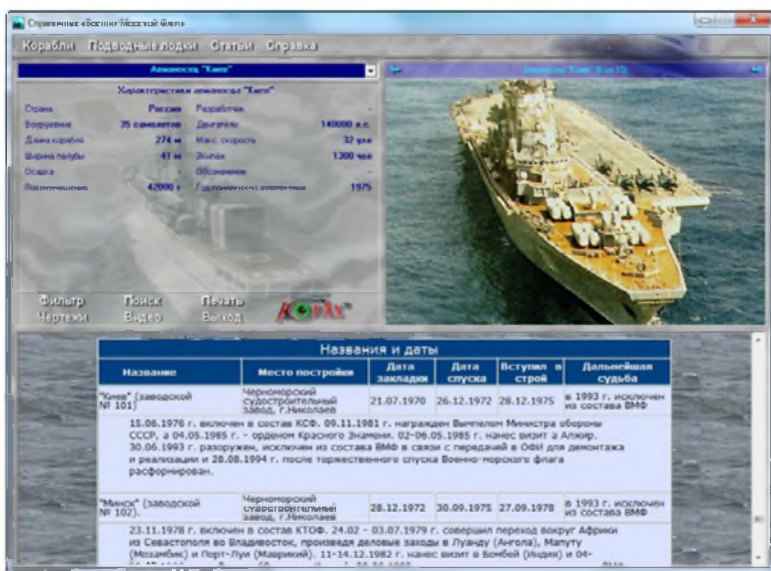 Справочник «Военно-Морской Флот»
Корабли Подводные лодки Статьи Справка
Авианосец "Киев"
Характеристики авианосца "Киев"
Страна Россия Разработчик -
Вооружение 35 самолетов Двигатели 140000 л.с.
Длина корабля 274 м Макс. скорость 32 узл
Ширина палубы 41 м Экипаж 1300 чел
Осадка - Обозначение -
Водоизмещение 42000 т 1975
Фильтр Поиск Печать
Чертежи Видео Выход
Названия и даты
Название Место постройки Дата закладки Дата спуска Вступил в строй Дальнейшая судьба
"Киев" (заводской № 101) Черноморский судостроительный завод, г.Николаев 21.07.1970 26.12.1972 28.12.1975 в 1993 г. исключен из состава ВМФ
15.06.1976 г. включен в состав КСФ. 09.11.1981 г. награжден Вымпелом Министра обороны
СССР, а 04.05.1985 г. - орденом Красного Знамени. 02-06.05.1985 г. нанес визит а Алжир.
30.06.1993 г. разоружен, исключен из состава ВМФ в связи с передачей в ОФИ для демонтажа
и реализации и 28.08.1994 г. после торжественного спуска Военно-морского флага
расформирован.
"Минск" (заводской № 102). Черноморский судостроительный завод, г.Николаев 28.12.1972 30.09.1975 27.09.1978 в 1993 г. исключен из состава ВМФ
23.11.1978 г. включен в состав КТОФ. 24.02 - 03.07.1979 г. совершил переход вокруг Африки
из Севастополя во Владивосток, произведя деловые заходы в Луанду (Ангола), Мапуту
(Мозамбик) и Порт-Луи (Маврикий). 11-14.12.1982 г. нанес визит в Бомбей (Индия) и 04-